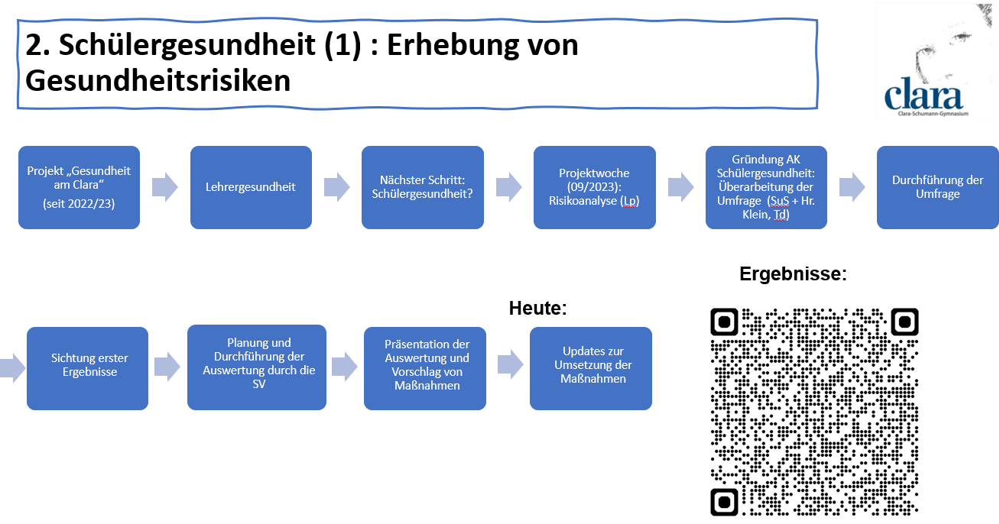 2. Schülergesundheit (1) : Erhebung von
Gesundheitsrisiken
clara
Clara-Schumann-Gymnasium
Projekt „Gesundheit
am Clara“
(seit 2022/23)
Lehrergesundheit
Nächster Schritt:
Schülergesundheit?
Projektwoche
(09/2023):
Risikoanalyse (Lp)
Gründung AK
Schülergesundheit:
Überarbeitung der
Umfrage (SuS + Hr.
Klein, Td)
Durchführung der
Umfrage
Ergebnisse:
Heute:
Sichtung erster
Ergebnisse
Planung und
Durchführung der
Auswertung durch die
SV
Präsentation der
Auswertung und
Vorschlag von
Maßnahmen
Updates zur
Umsetzung der
Maßnahmen